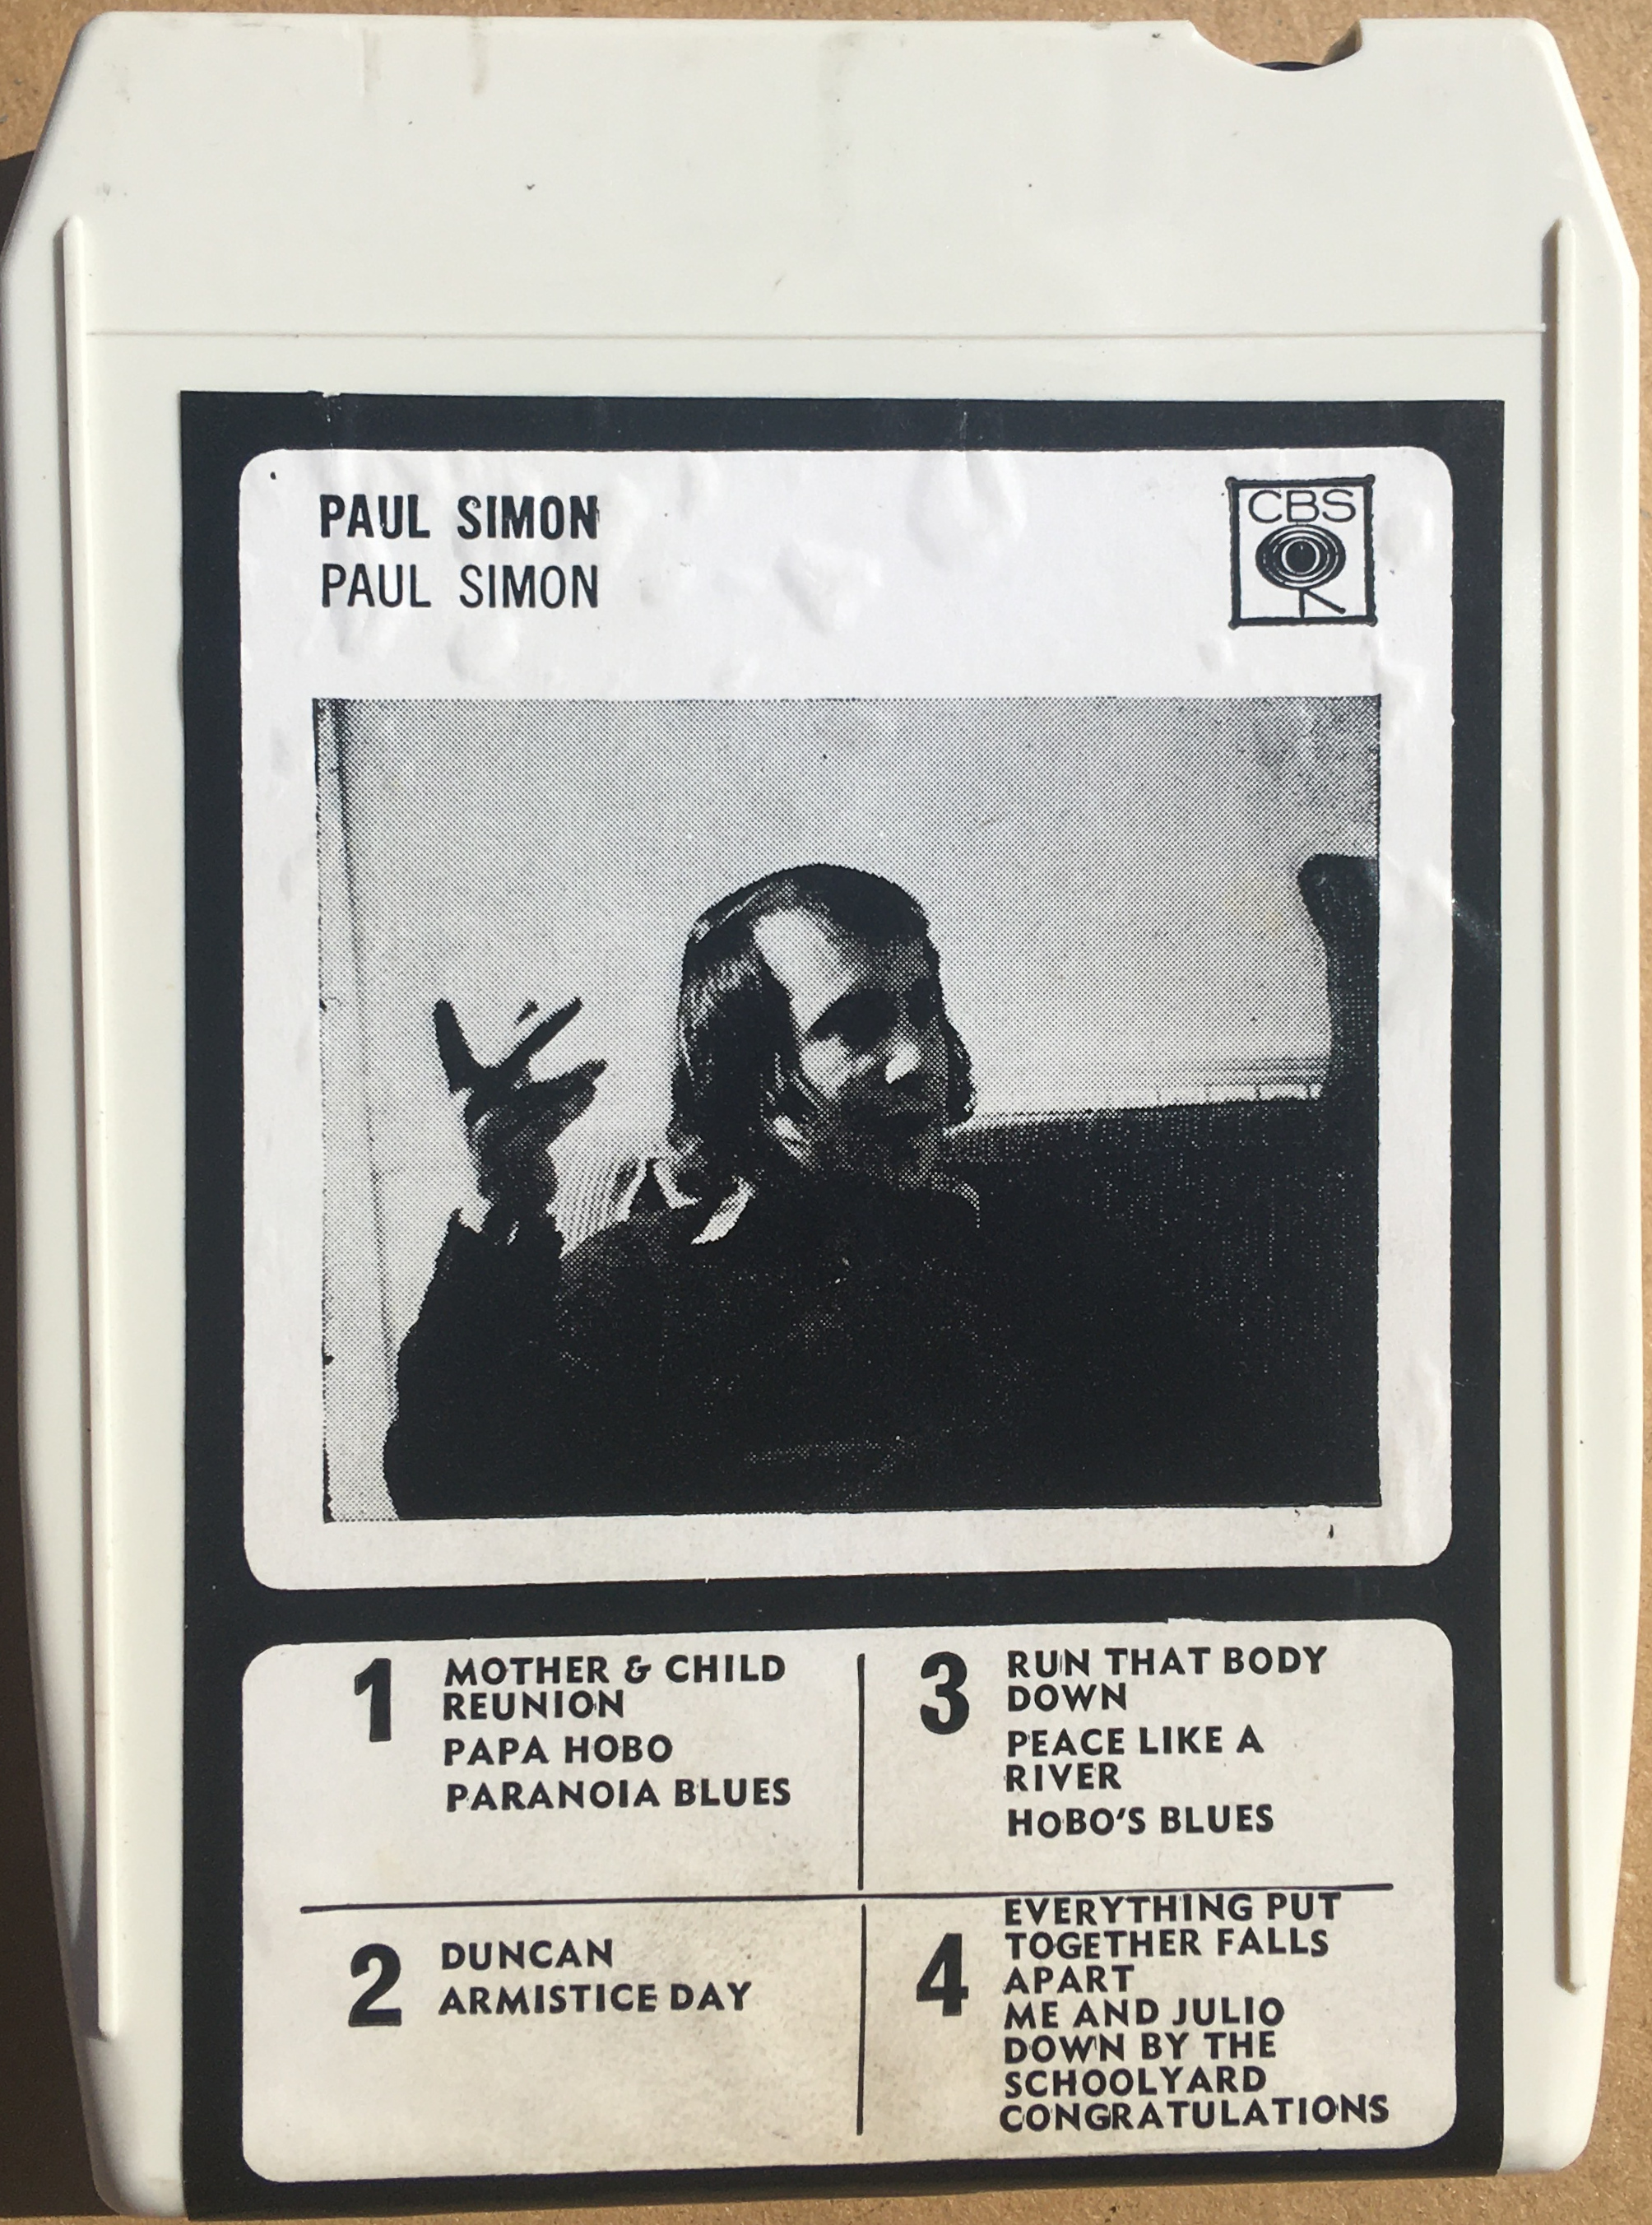 PAUL SIMON
PAUL SIMON
CBS
1
MOTHER & CHILD
REUNION
PAPA HOBO
PARANOIA BLUES
2
DUNCAN
ARMISTICE DAY
3
RUN THAT BODY
DOWN
PEACE LIKE A
RIVER
HOBO'S BLUES
4
EVERYTHING PUT
TOGETHER FALLS
APART
ME AND JULIO
DOWN BY THE
SCHOOLYARD
CONGRATULATIONS